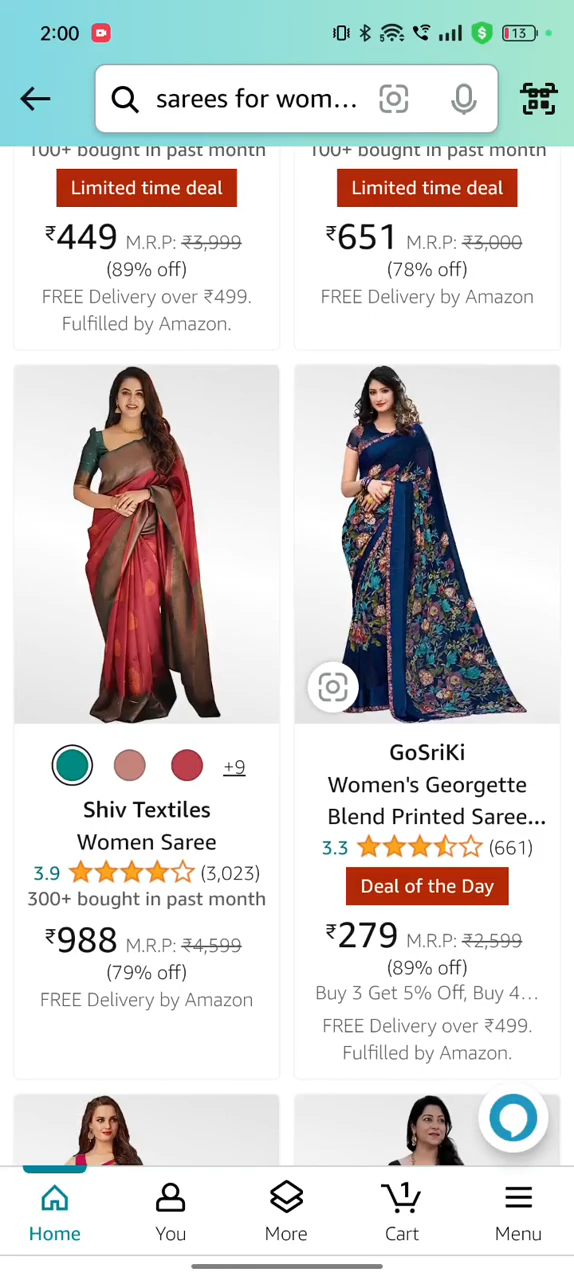 2:00
5
13
sarees for wom...
100+ bought in past month
100+ bought in past month
Limited time deal
Limited time deal
₹449 M.R.P: ₹3,999
(89% off)
FREE Delivery over ₹499.
Fulfilled by Amazon.
₹651 M.R.P: ₹3,000
(78% off)
FREE Delivery by Amazon
+9
Shiv Textiles
Women Saree
3.9 (3,023)
300+ bought in past month
₹988 M.R.P: ₹4,599
(79% off)
FREE Delivery by Amazon
GoSriKi
Women's Georgette
Blend Printed Saree...
3.3 (661)
Deal of the Day
₹279 M.R.P: ₹2,599
(89% off)
Buy 3 Get 5% Off, Buy 4...
FREE Delivery over ₹499.
Fulfilled by Amazon.
1
Home
You
More
Cart
Menu